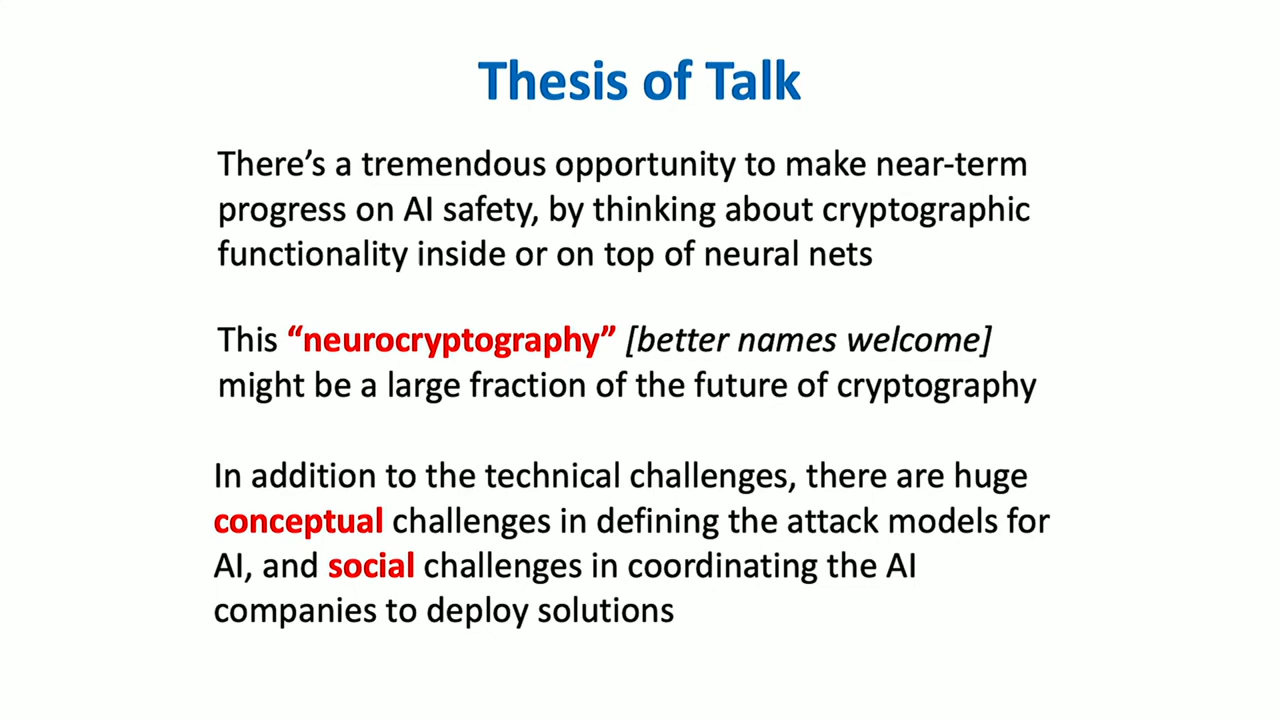 Thesis of Talk
There’s a tremendous opportunity to make near-term
progress on AI safety, by thinking about cryptographic
functionality inside or on top of neural nets
This “neurocryptography” [better names welcome]
might be a large fraction of the future of cryptography
In addition to the technical challenges, there are huge
conceptual challenges in defining the attack models for
AI, and social challenges in coordinating the AI
companies to deploy solutions